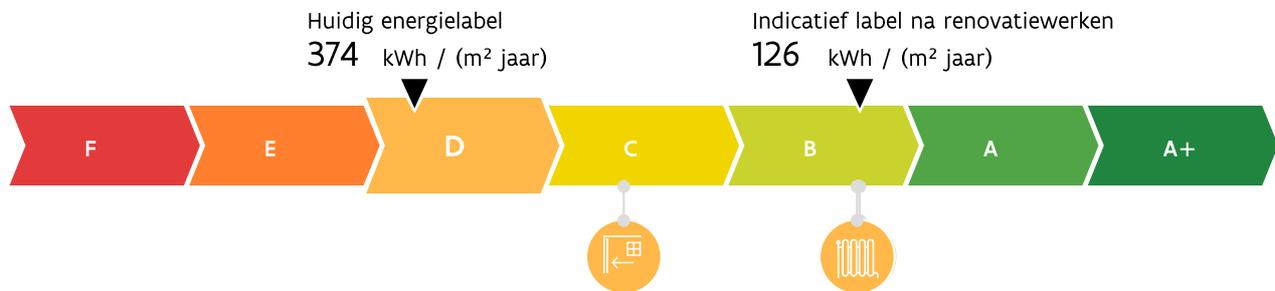 Huidig energielabel
374 kWh / (m² jaar)
Indicatief label na renovatiewerken
126 kWh / (m² jaar)
F E D C B A A+